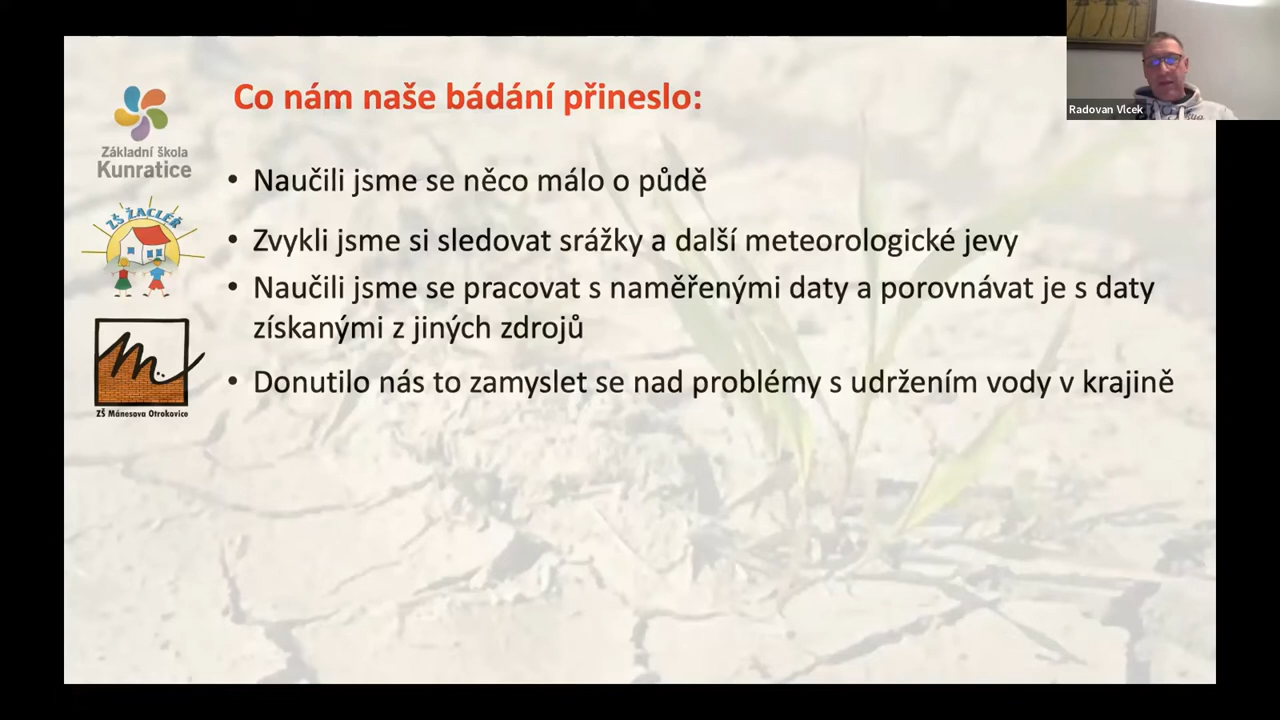 Co nám naše bádání přineslo:
Radovan Vlcek
Základní škola
Kunratice
• Naučili jsme se něco málo o půdě
ZŠ ŽACLÉŘ
• Zvykli jsme si sledovat srážky a další meteorologické jevy
• Naučili jsme se pracovat s naměřenými daty a porovnávat je s daty
získanými z jiných zdrojů
m
ZŠ Mánesova Otrokovice
• Donutilo nás to zamyslet se nad problémy s udržením vody v krajině